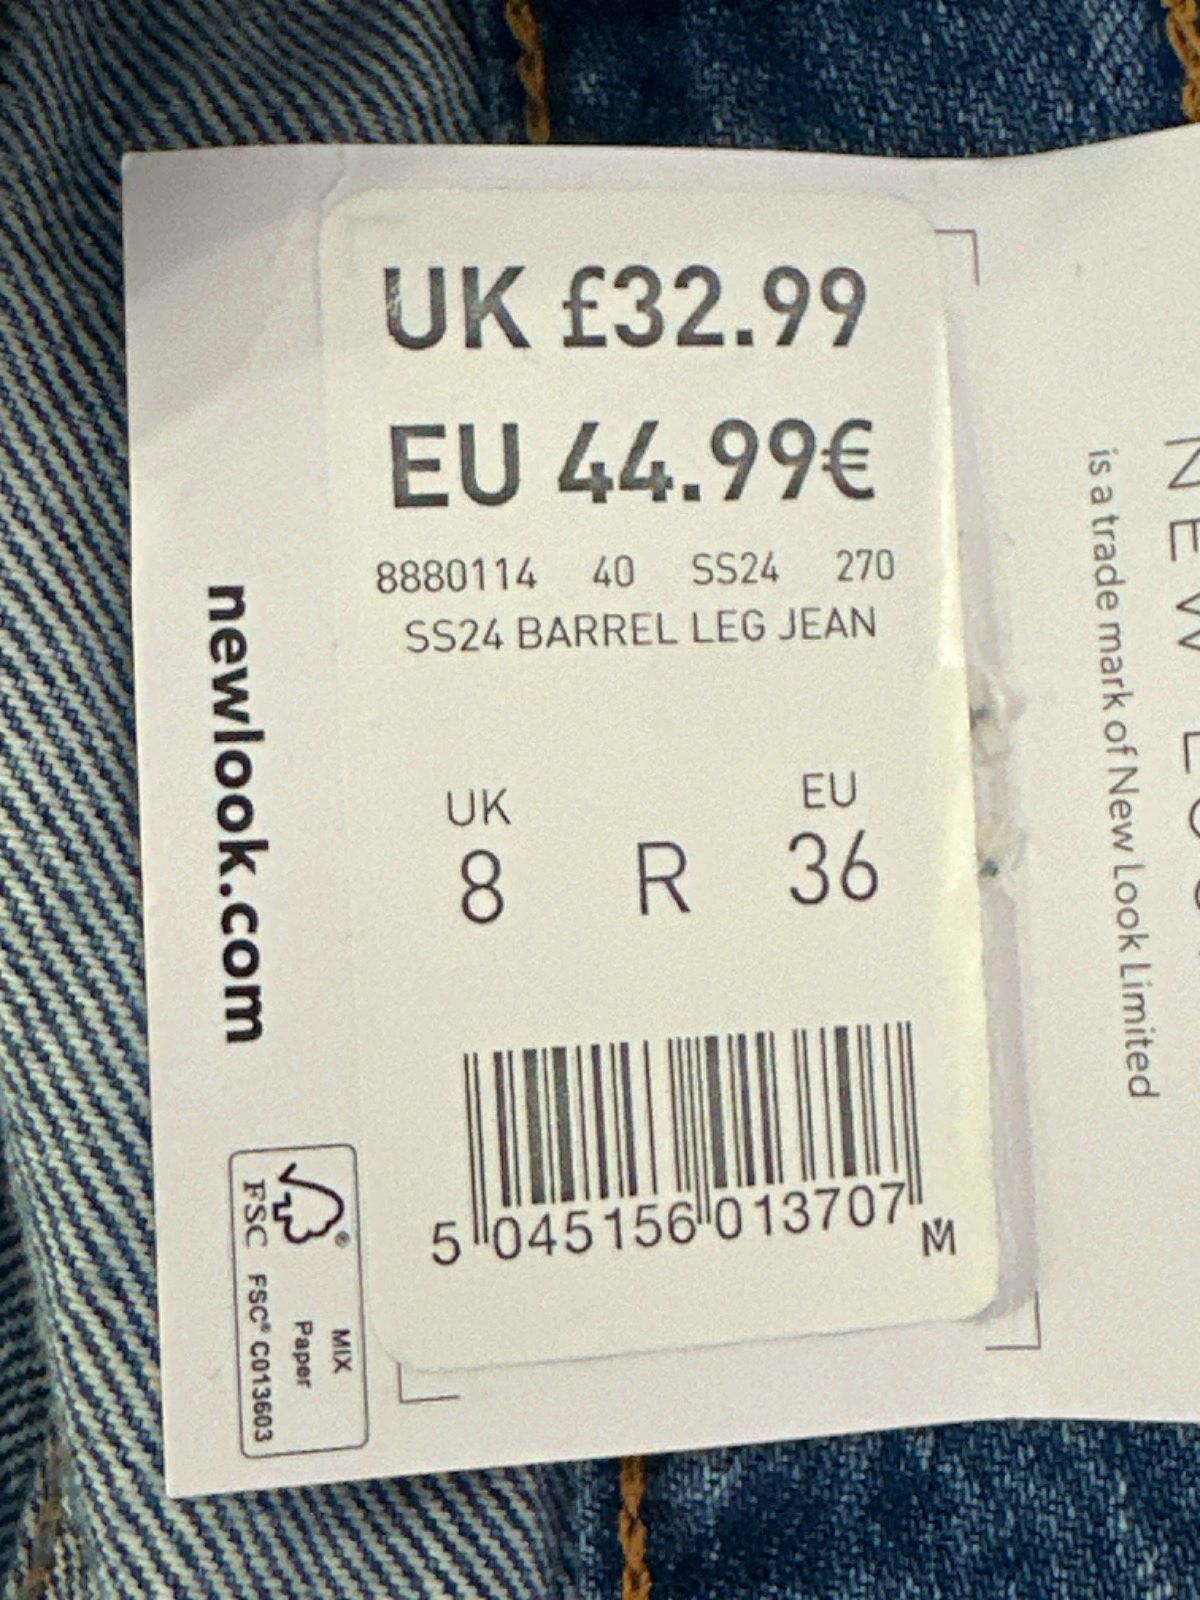 UK £32.99
EU 44.99€
8880114 40 SS24 270
SS24 BARREL LEG JEAN
UK EU
8 R 36
5 045156 013707
newlook.com
FSC
MIX
Paper
FSC® C013603
NEW
is a trade mark of New Look Limited